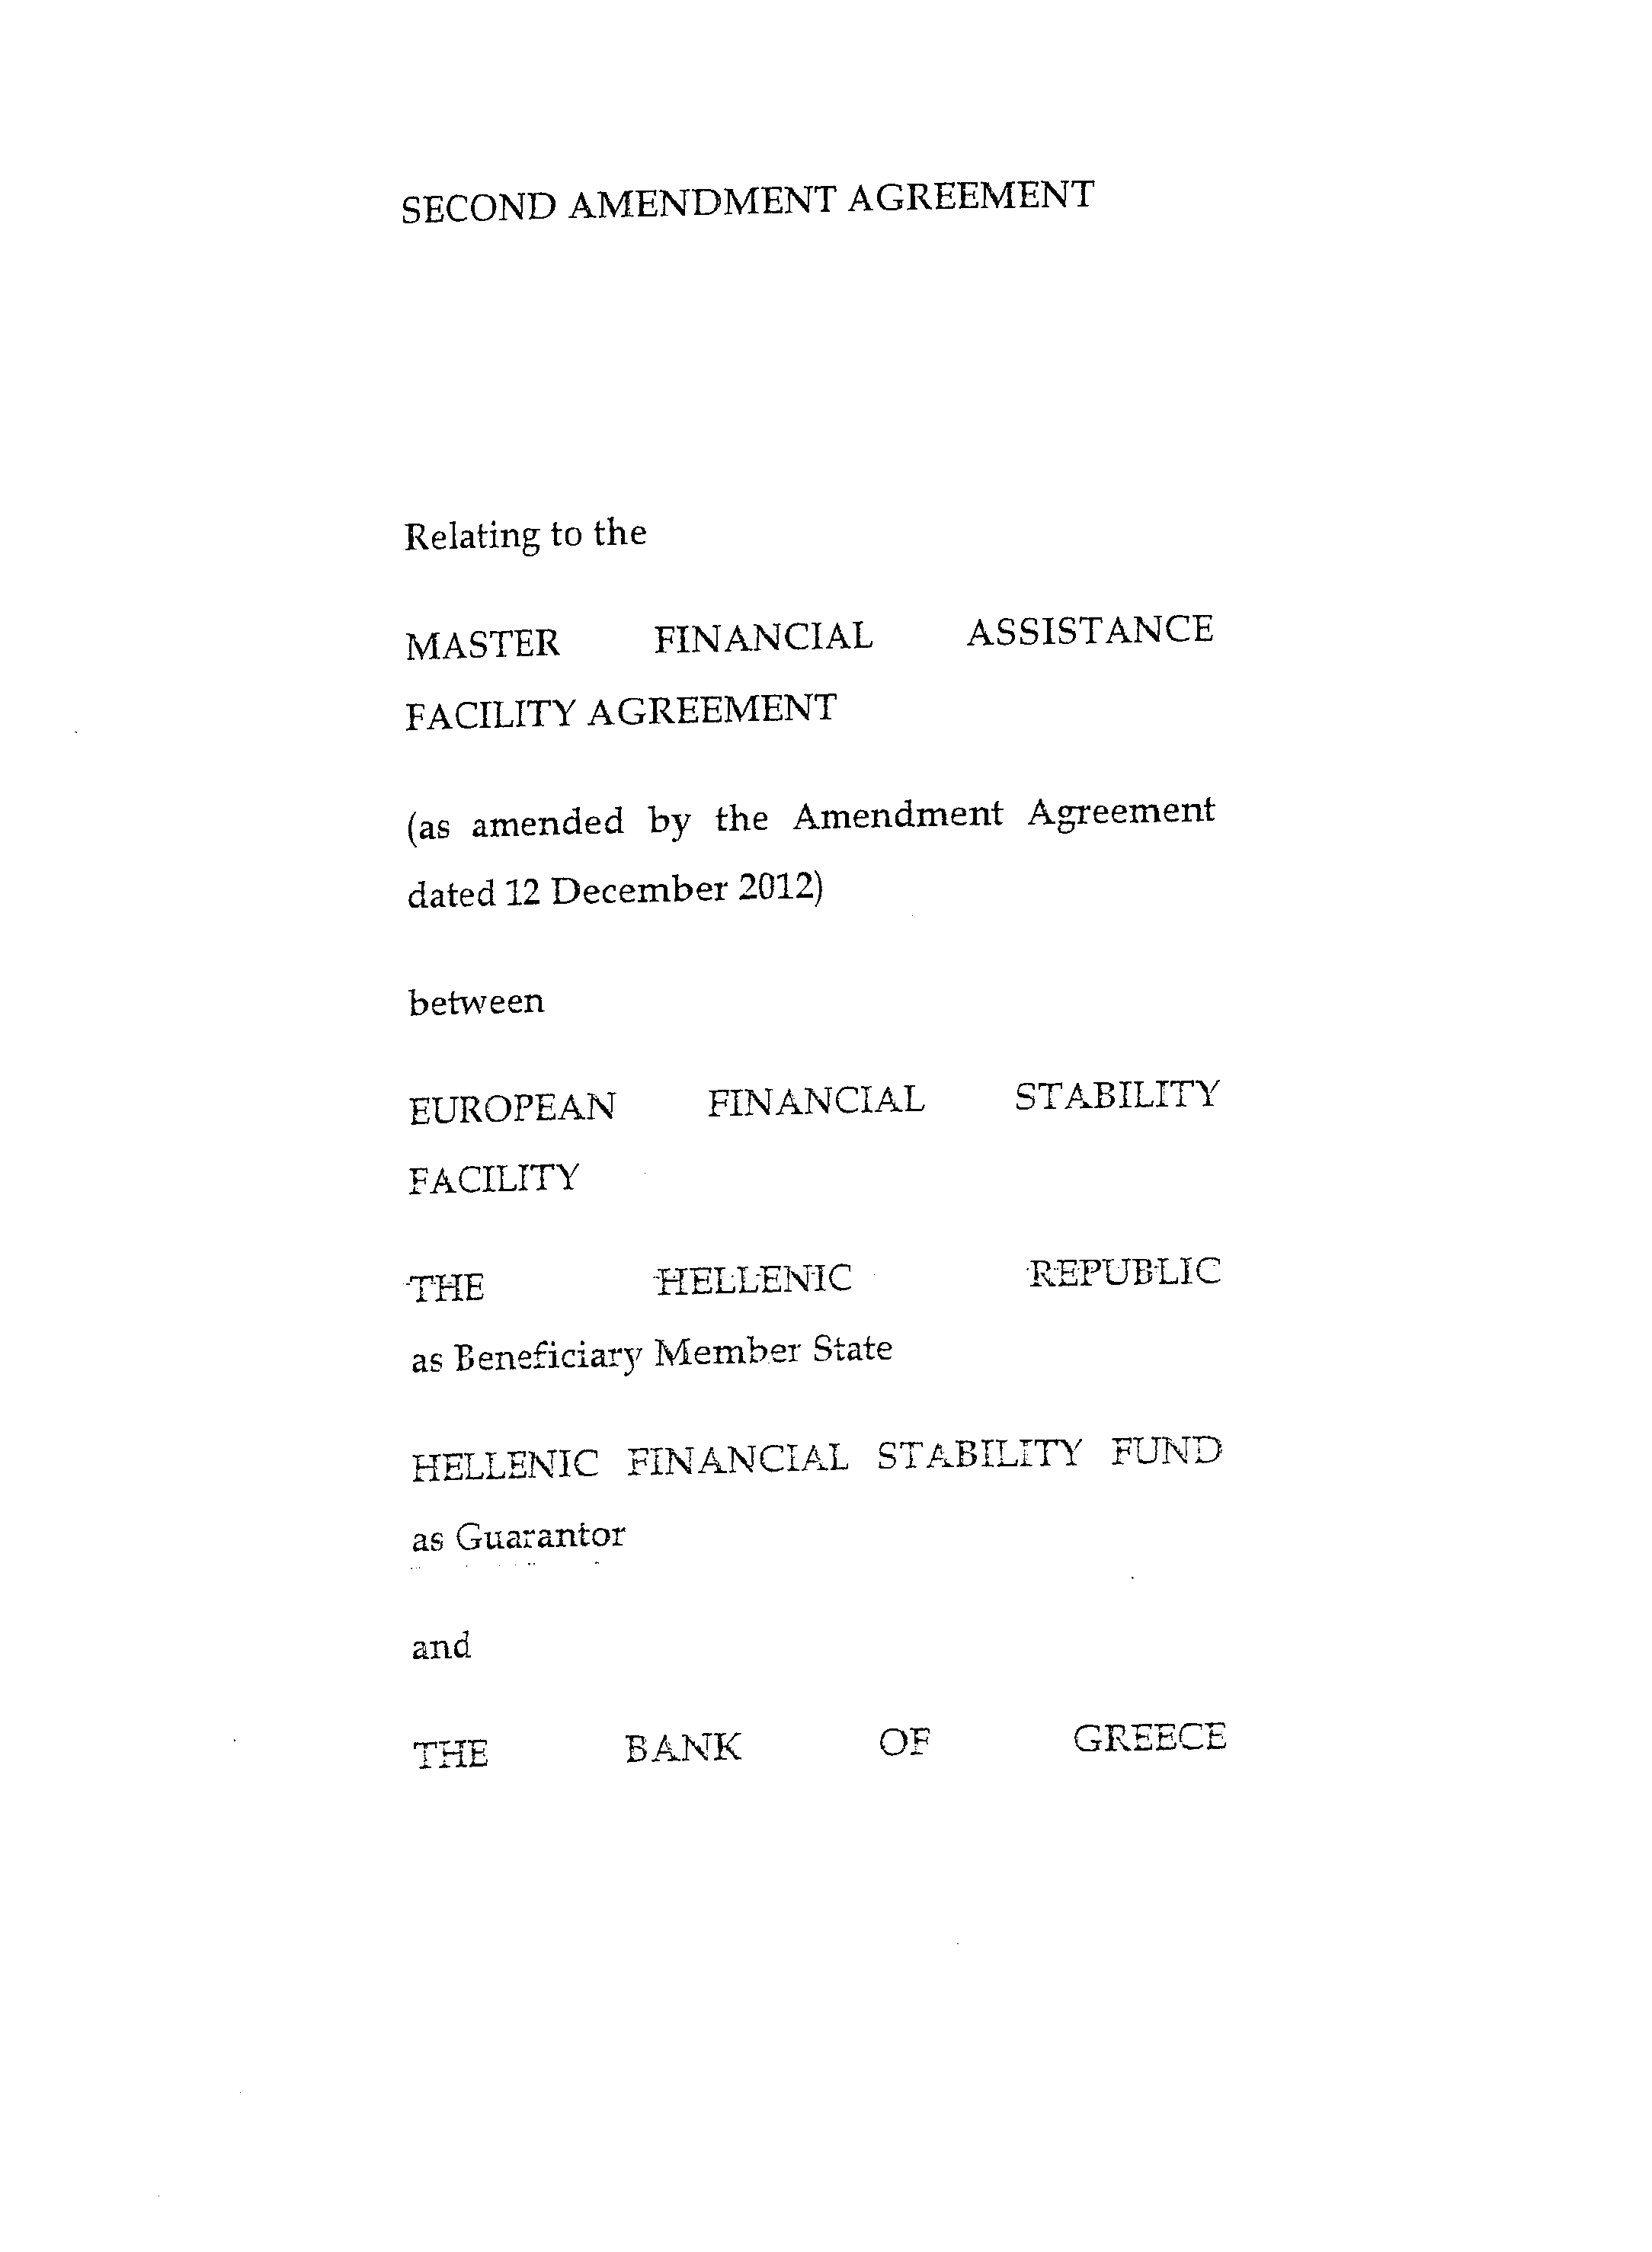 SECOND AMENDMENT AGREEMENT
Relating to the
MASTER FINANCIAL ASSISTANCE
FACILITY AGREEMENT
(as amended by the Amendment Agreement
dated 12 December 2012)
between
EUROPEAN FINANCIAL STABILITY
FACILITY
THE HELLENIC REPUBLIC
as Beneficiary Member State
HELLENIC FINANCIAL STABILITY FUND
as Guarantor
and
THE BANK OF GREECE